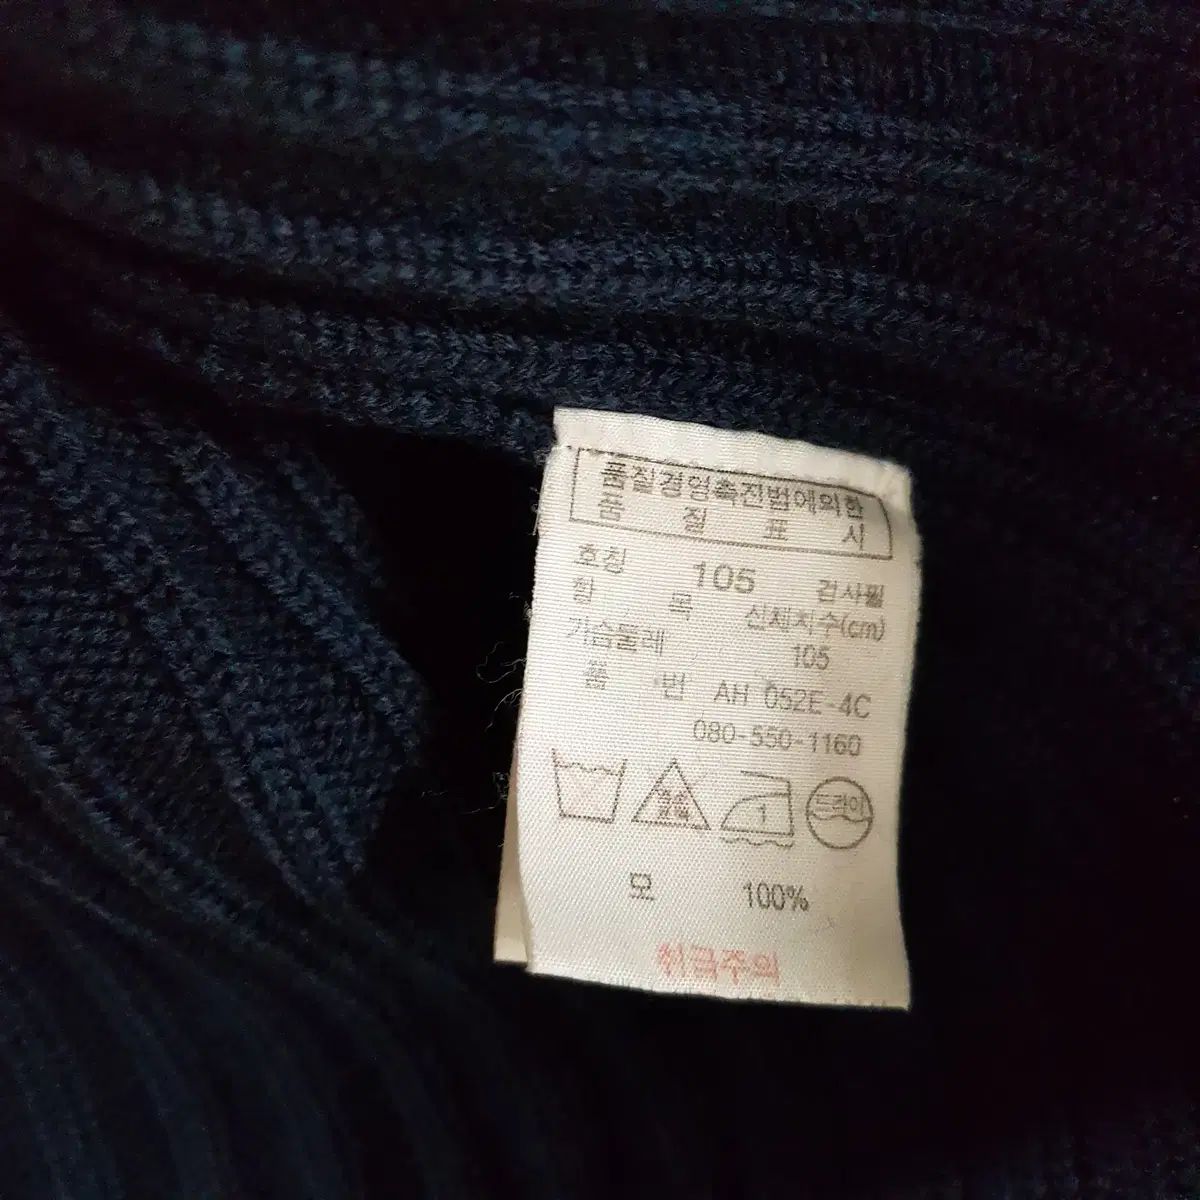 품질경영촉진법에의한
품 질 표 시
호칭 105 검사필
항 목 신체치수(cm)
가슴둘레 105
품 번 AH 052E-4C
080-550-1160
1 드라이
모 100%
취급주의